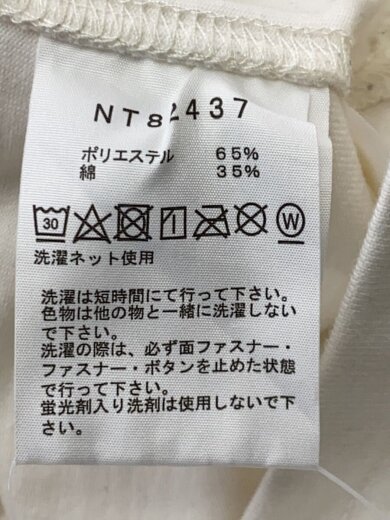 NT82437
ポリエステル 65%
綿 35%
30
W
洗濯ネット使用
洗濯は短時間にて行って下さい。
色物は他の物と一緒に洗濯しない
で下さい。
洗濯の際は、必ず面ファスナー・
ファスナー・ボタンを止めた状態
で行って下さい。
蛍光剤入り洗剤は使用しないで下
さい。